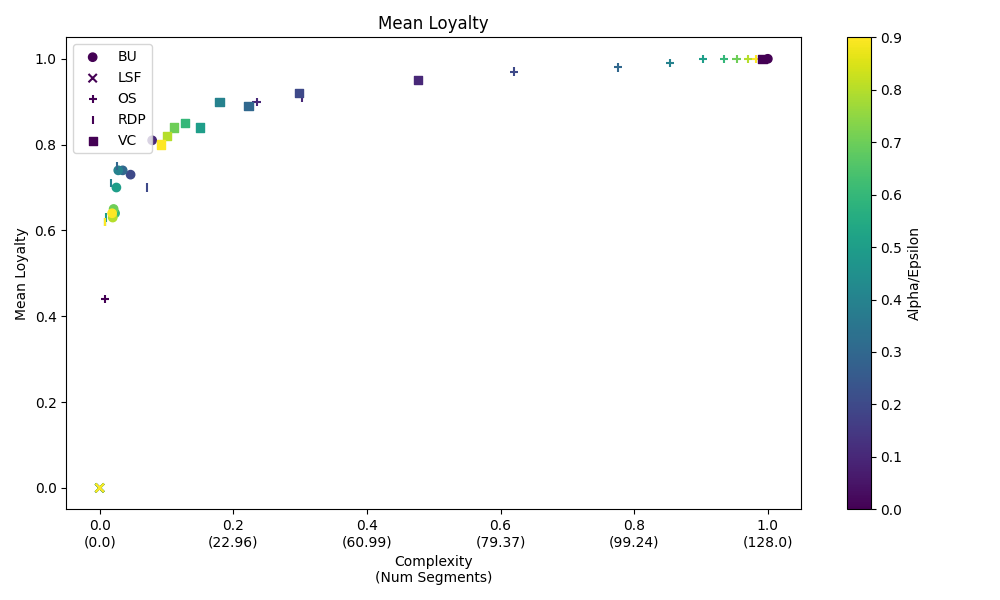 Mean Loyalty
BU
LSF
OS
RDP
VC
Mean Loyalty
1.0
0.8
0.6
0.4
0.2
0.0
0.0 0.2 0.4 0.6 0.8 1.0
(0.0) (22.96) (60.99) (79.37) (99.24) (128.0)
Complexity
(Num Segments)
0.9
0.8
0.7
0.6
0.5
0.4
0.3
0.2
0.1
0.0
Alpha/Epsilon